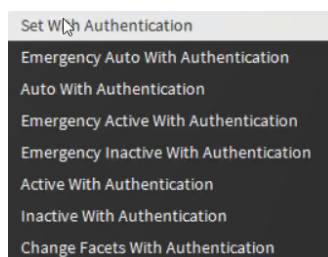 Set With Authentication
Emergency Auto With Authentication
Auto With Authentication
Emergency Active With Authentication
Emergency Inactive With Authentication
Active With Authentication
Inactive With Authentication
Change Facets With Authentication